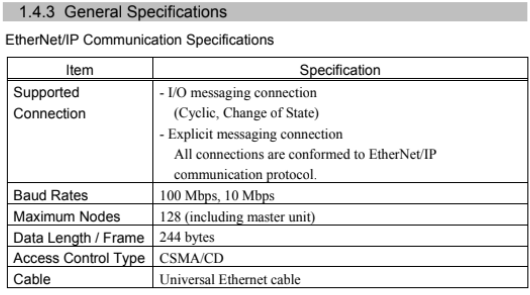 1.4.3 General Specifications
EtherNet/IP Communication Specifications
Item Specification
Supported Connection - I/O messaging connection
(Cyclic, Change of State)
- Explicit messaging connection
All connections are conformed to EtherNet/IP
communication protocol.
Baud Rates 100 Mbps, 10 Mbps
Maximum Nodes 128 (including master unit)
Data Length / Frame 244 bytes
Access Control Type CSMA/CD
Cable Universal Ethernet cable